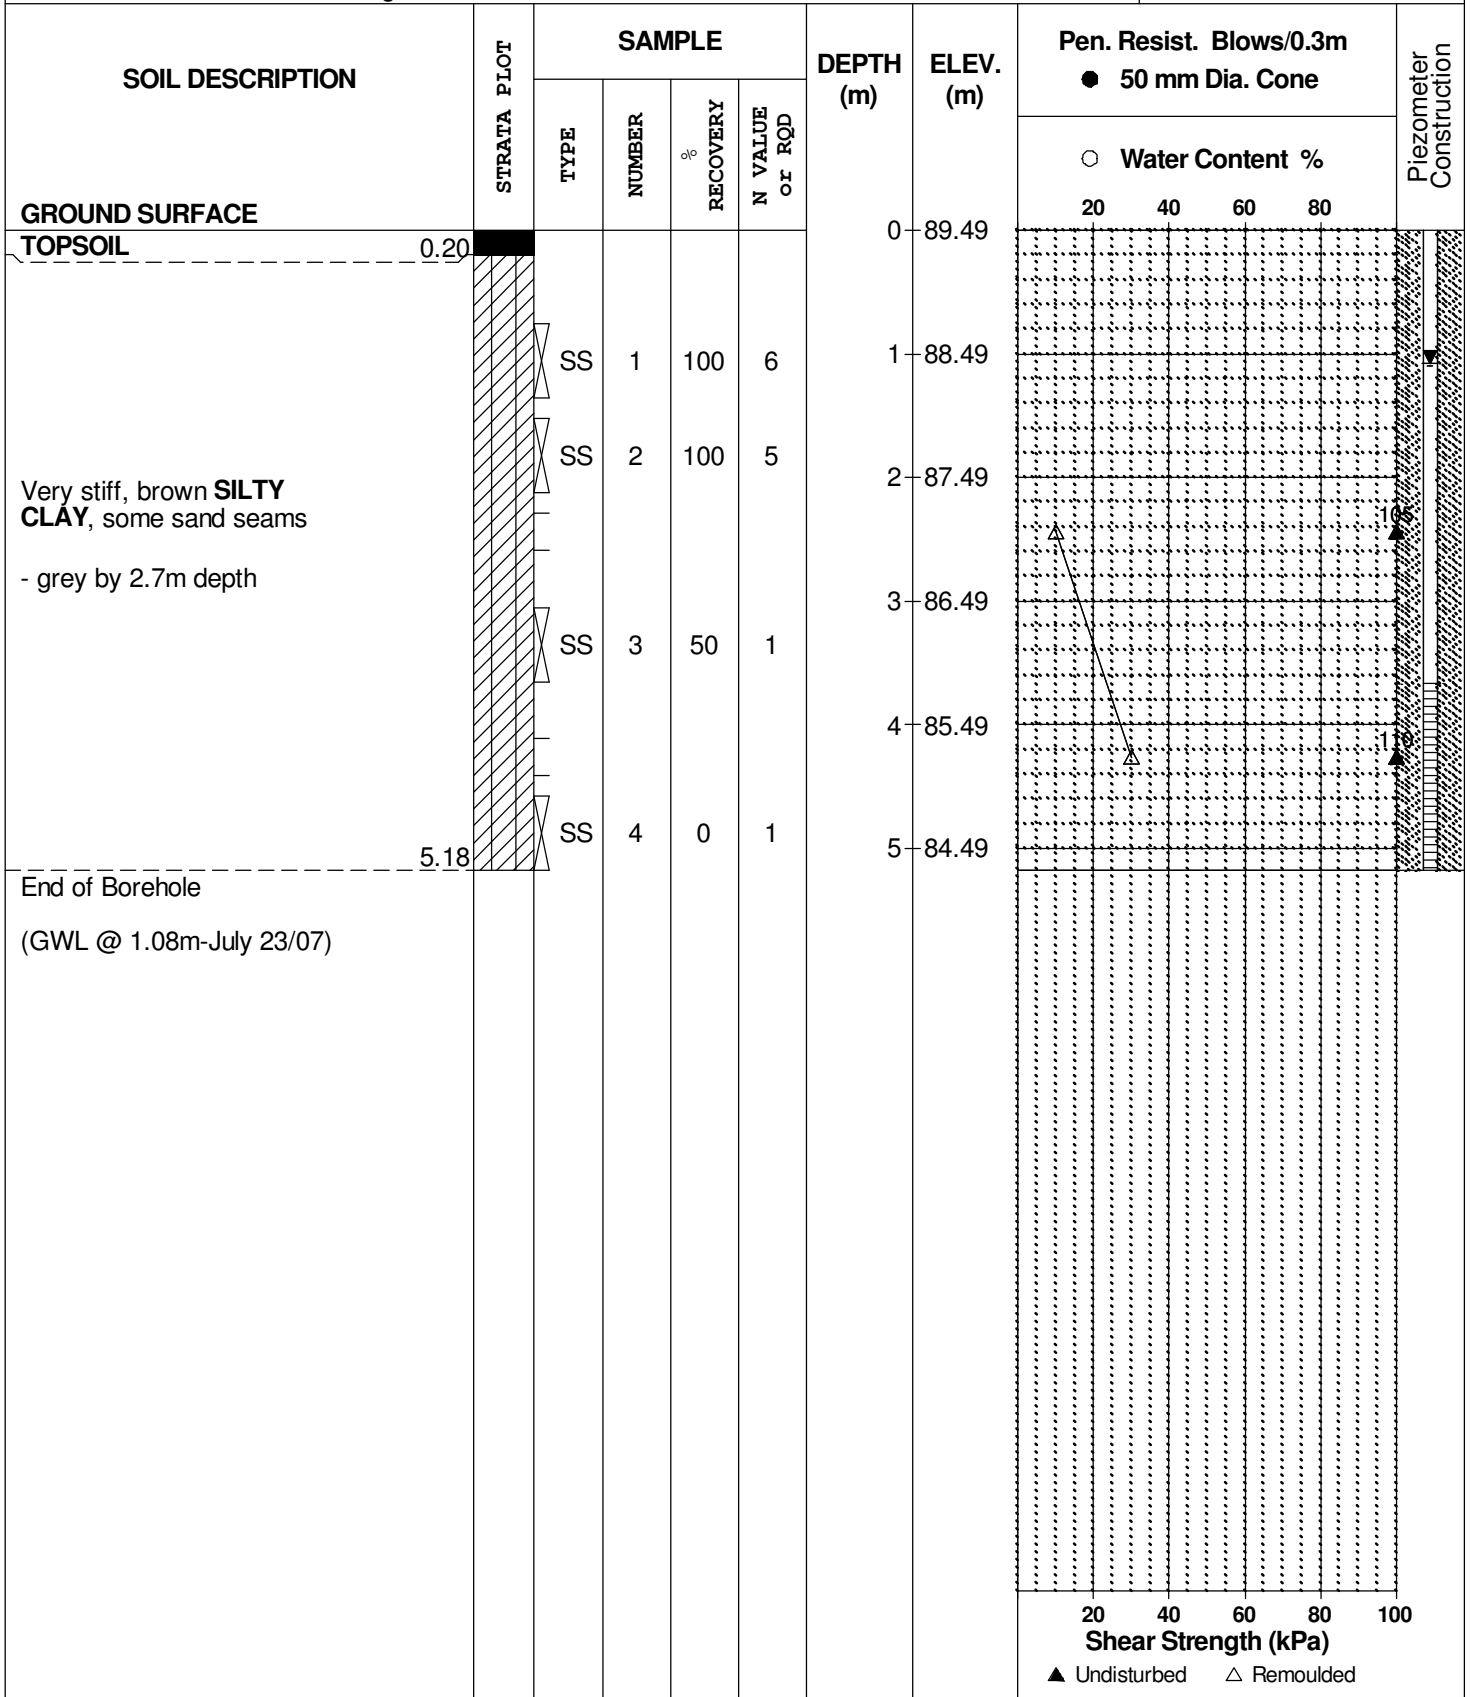 SOIL DESCRIPTION
STRATA PLOT
SAMPLE
TYPE
NUMBER
% RECOVERY
N VALUE or RQD
DEPTH (m)
ELEV. (m)
Pen. Resist. Blows/0.3m
● 50 mm Dia. Cone
○ Water Content %
Piezometer Construction
20 40 60 80
GROUND SURFACE
TOPSOIL 0.20
0 89.49
SS 1 100 6
1 88.49
SS 2 100 5
2 87.49
Very stiff, brown SILTY
CLAY, some sand seams
105
- grey by 2.7m depth
3 86.49
SS 3 50 1
4 85.49
110
SS 4 0 1
5 84.49
5.18
End of Borehole
(GWL @ 1.08m-July 23/07)
20 40 60 80 100
Shear Strength (kPa)
▲ Undisturbed △ Remoulded